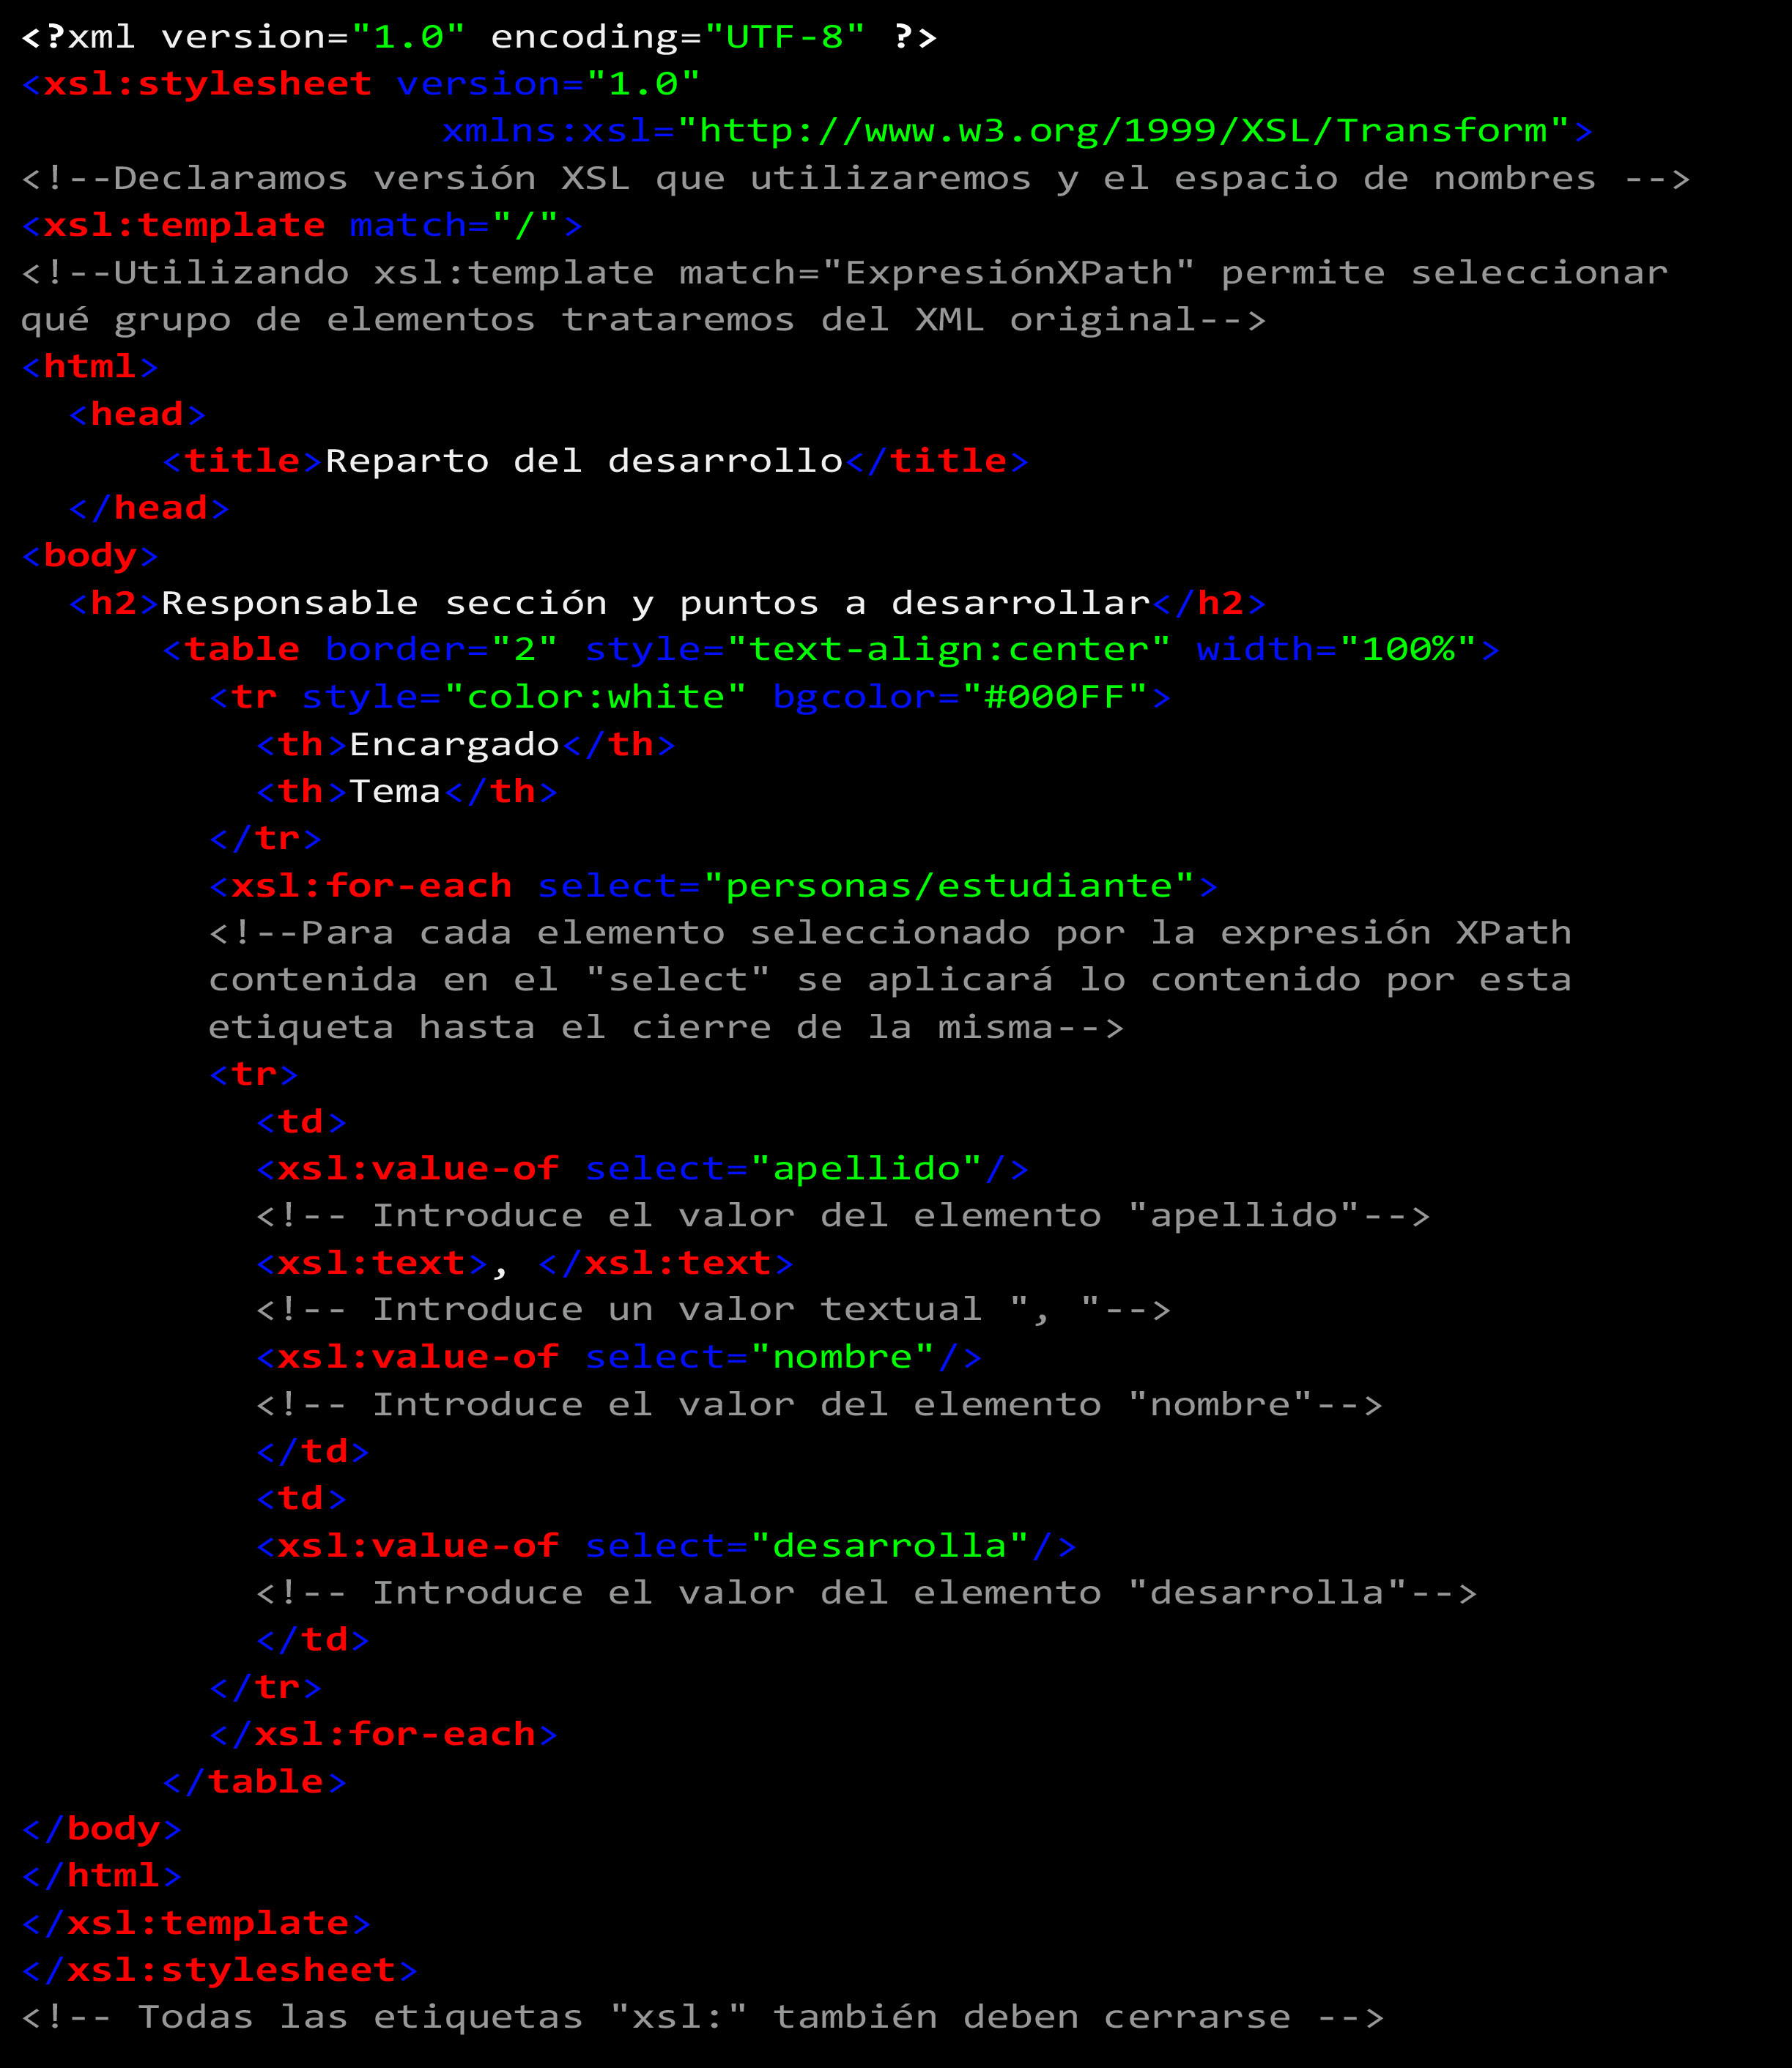 <?xml version="1.0" encoding="UTF-8" ?>
<xsl:stylesheet version="1.0"
xmlns:xsl="http://www.w3.org/1999/XSL/Transform">
<!--Declaramos versión XSL que utilizaremos y el espacio de nombres -->
<xsl:template match="/">
<!--Utilizando xsl:template match="ExpresiónXPath" permite seleccionar
qué grupo de elementos trataremos del XML original-->
<html>
<head>
<title>Reparto del desarrollo</title>
</head>
<body>
<h2>Responsable sección y puntos a desarrollar</h2>
<table border="2" style="text-align:center" width="100%">
<tr style="color:white" bgcolor="#000FF">
<th>Encargado</th>
<th>Tema</th>
</tr>
<xsl:for-each select="personas/estudiante">
<!--Para cada elemento seleccionado por la expresión XPath
contenida en el "select" se aplicará lo contenido por esta
etiqueta hasta el cierre de la misma-->
<tr>
<td>
<xsl:value-of select="apellido"/>
<!-- Introduce el valor del elemento "apellido"-->
<xsl:text>, </xsl:text>
<!-- Introduce un valor textual ", "-->
<xsl:value-of select="nombre"/>
<!-- Introduce el valor del elemento "nombre"-->
</td>
<td>
<xsl:value-of select="desarrolla"/>
<!-- Introduce el valor del elemento "desarrolla"-->
</td>
</tr>
</xsl:for-each>
</table>
</body>
</html>
</xsl:template>
</xsl:stylesheet>
<!-- Todas las etiquetas "xsl:" también deben cerrarse -->